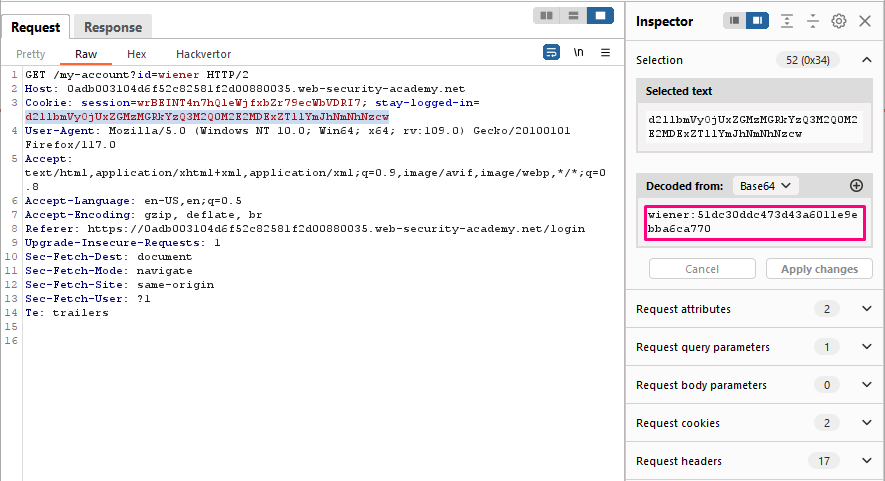 Request
Response
Pretty
Raw
Hex
Hackvertor
\n
1 GET /my-account?id=wiener HTTP/2
2 Host: 0adb003104d6f52c82581f2d00880035.web-security-academy.net
3 Cookie: session=wrBEINT4n7hQleWjfxbZr79ecWbVDRI7; stay-logged-in=
d2llbmVyOjUxZGMzMGRkYzQ3M2Q0M2E2MDExZTllYmJhNmNhNzcw
4 User-Agent: Mozilla/5.0 (Windows NT 10.0; Win64; x64; rv:109.0) Gecko/20100101
Firefox/117.0
5 Accept:
text/html,application/xhtml+xml,application/xml;q=0.9,image/avif,image/webp,*/*;q=0
.8
6 Accept-Language: en-US,en;q=0.5
7 Accept-Encoding: gzip, deflate, br
8 Referer: https://0adb003104d6f52c82581f2d00880035.web-security-academy.net/login
9 Upgrade-Insecure-Requests: 1
10 Sec-Fetch-Dest: document
11 Sec-Fetch-Mode: navigate
12 Sec-Fetch-Site: same-origin
13 Sec-Fetch-User: ?1
14 Te: trailers
15
16
Inspector
Selection 52 (0x34)
Selected text
d2llbmVyOjUxZGMzMGRkYzQ3M2Q0M
2E2MDExZTllYmJhNmNhNzcw
Decoded from: Base64
wiener:51dc30ddc473d43a6011e9e
bba6ca770
Cancel
Apply changes
Request attributes 2
Request query parameters 1
Request body parameters 0
Request cookies 2
Request headers 17